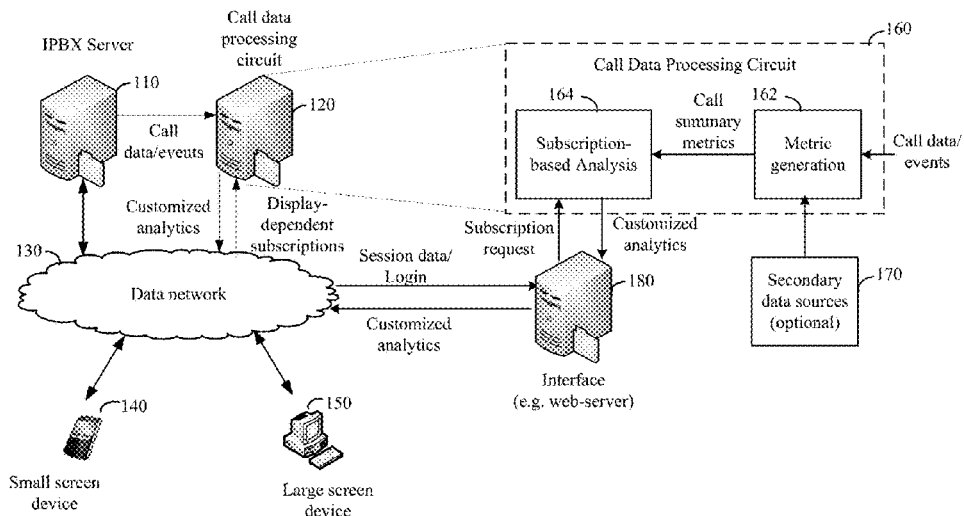 IPBX Server
110
Call data
processing
circuit
120
Call
data/events
160
Call Data Processing Circuit
164
Subscription-
based Analysis
Call
summary
metrics
162
Metric
generation
Call data/
events
Customized
analytics
Display-
dependent
subscriptions
Subscription
request
Customized
analytics
130
Data network
Session data/
Login
Customized
analytics
180
Interface
(e.g. web-server)
Secondary
data sources
(optional)
170
140
Small screen
device
150
Large screen
device